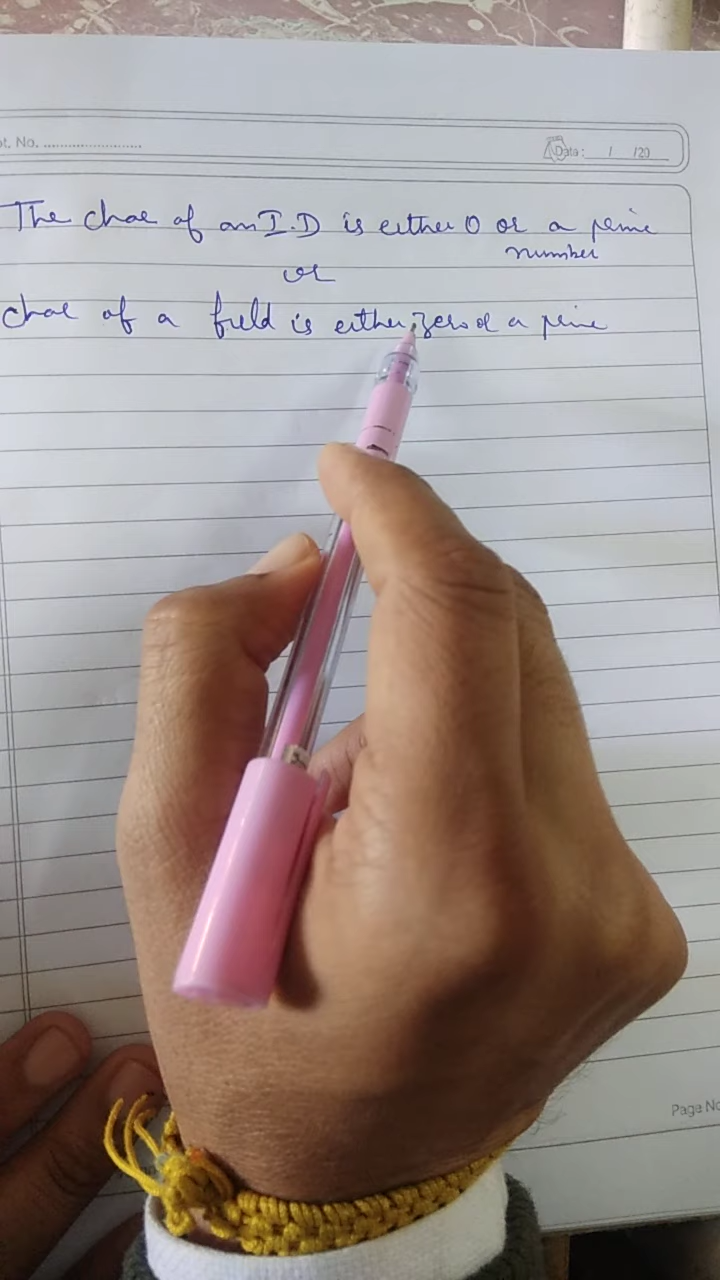 pt. No. ........................
Date : / /20
The char of an I.D is either 0 or a prime
number
or
char of a field is either zero or a prime
Page No